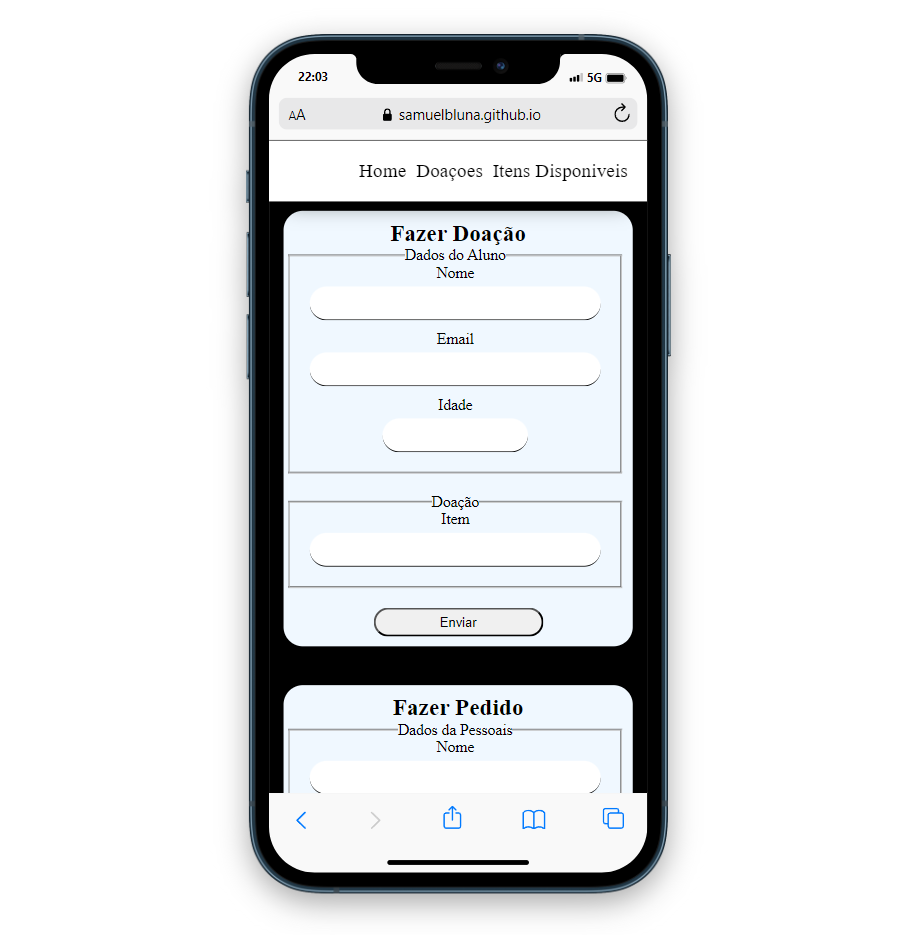 22:03 5G
AA samuelbluna.github.io
Home Doaçoes Itens Disponiveis
Fazer Doação
Dados do Aluno
Nome
Email
Idade
Doação
Item
Enviar
Fazer Pedido
Dados da Pessoais
Nome